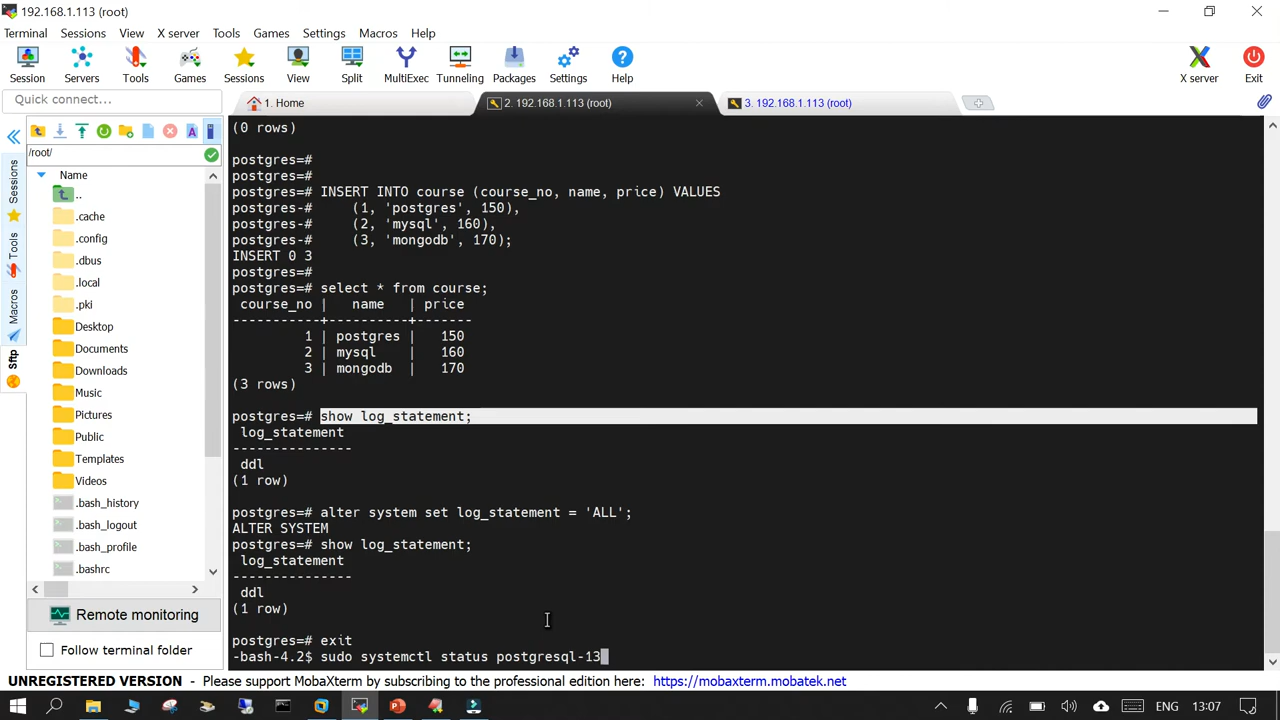 192.168.1.113 (root)
Terminal Sessions View X server Tools Games Settings Macros Help
Session Servers Tools Games Sessions View Split MultiExec Tunneling Packages Settings Help X server Exit
Quick connect...
1. Home
2. 192.168.1.113 (root)
3. 192.168.1.113 (root)
Sessions
Tools
Macros
Sftp
/root/
Name
..
.cache
.config
.dbus
.local
.pki
Desktop
Documents
Downloads
Music
Pictures
Public
Templates
Videos
.bash_history
.bash_logout
.bash_profile
.bashrc
Remote monitoring
Follow terminal folder
(0 rows)
postgres=#
postgres=#
postgres=# INSERT INTO course (course_no, name, price) VALUES
postgres-# (1, 'postgres', 150),
postgres-# (2, 'mysql', 160),
postgres-# (3, 'mongodb', 170);
INSERT 0 3
postgres=#
postgres=# select * from course;
course_no | name | price
-----------+----------+-------
1 | postgres | 150
2 | mysql | 160
3 | mongodb | 170
(3 rows)
postgres=# show log_statement;
log_statement
---------------
ddl
(1 row)
postgres=# alter system set log_statement = 'ALL';
ALTER SYSTEM
postgres=# show log_statement;
log_statement
---------------
ddl
(1 row)
postgres=# exit
-bash-4.2$ sudo systemctl status postgresql-13
UNREGISTERED VERSION - Please support MobaXterm by subscribing to the professional edition here: https://mobaxterm.mobatek.net
ENG 13:07